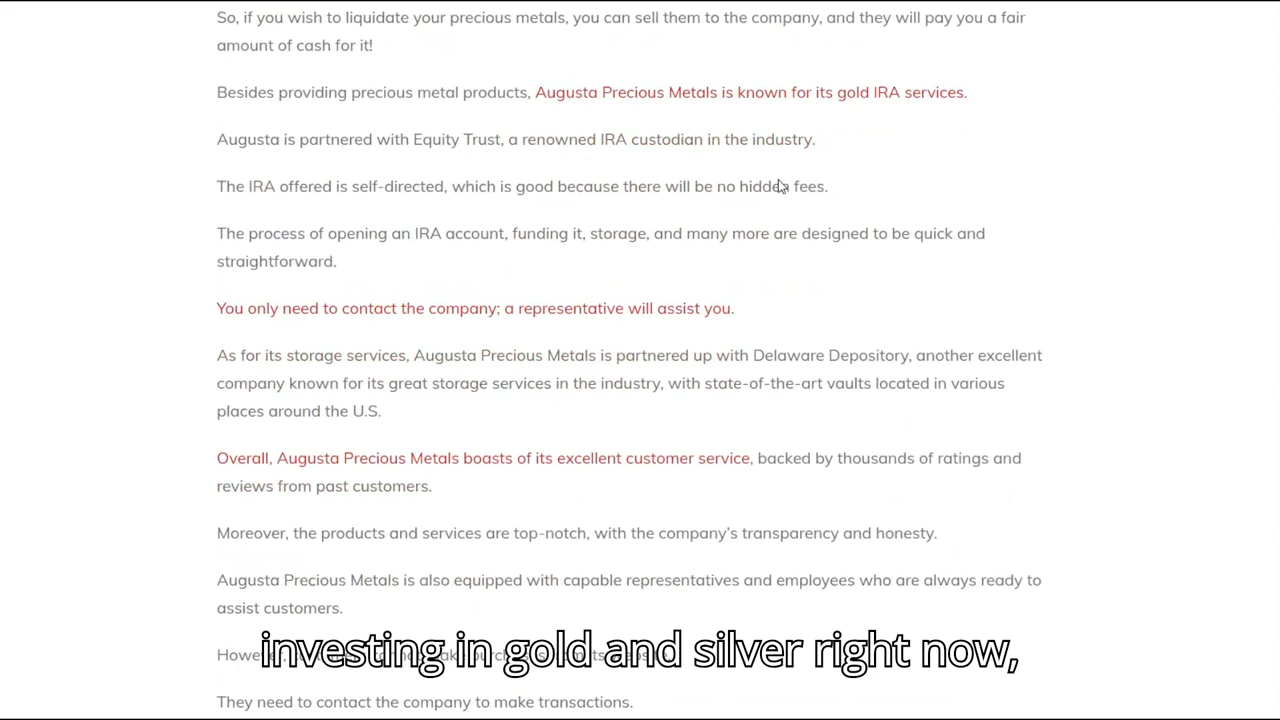 So, if you wish to liquidate your precious metals, you can sell them to the company, and they will pay you a fair
amount of cash for it!
Besides providing precious metal products, Augusta Precious Metals is known for its gold IRA services.
Augusta is partnered with Equity Trust, a renowned IRA custodian in the industry.
The IRA offered is self-directed, which is good because there will be no hidden fees.
The process of opening an IRA account, funding it, storage, and many more are designed to be quick and
straightforward.
You only need to contact the company; a representative will assist you.
As for its storage services, Augusta Precious Metals is partnered up with Delaware Depository, another excellent
company known for its great storage services in the industry, with state-of-the-art vaults located in various
places around the U.S.
Overall, Augusta Precious Metals boasts of its excellent customer service, backed by thousands of ratings and
reviews from past customers.
Moreover, the products and services are top-notch, with the company's transparency and honesty.
Augusta Precious Metals is also equipped with capable representatives and employees who are always ready to
assist customers.
investing in gold and silver right now,
They need to contact the company to make transactions.